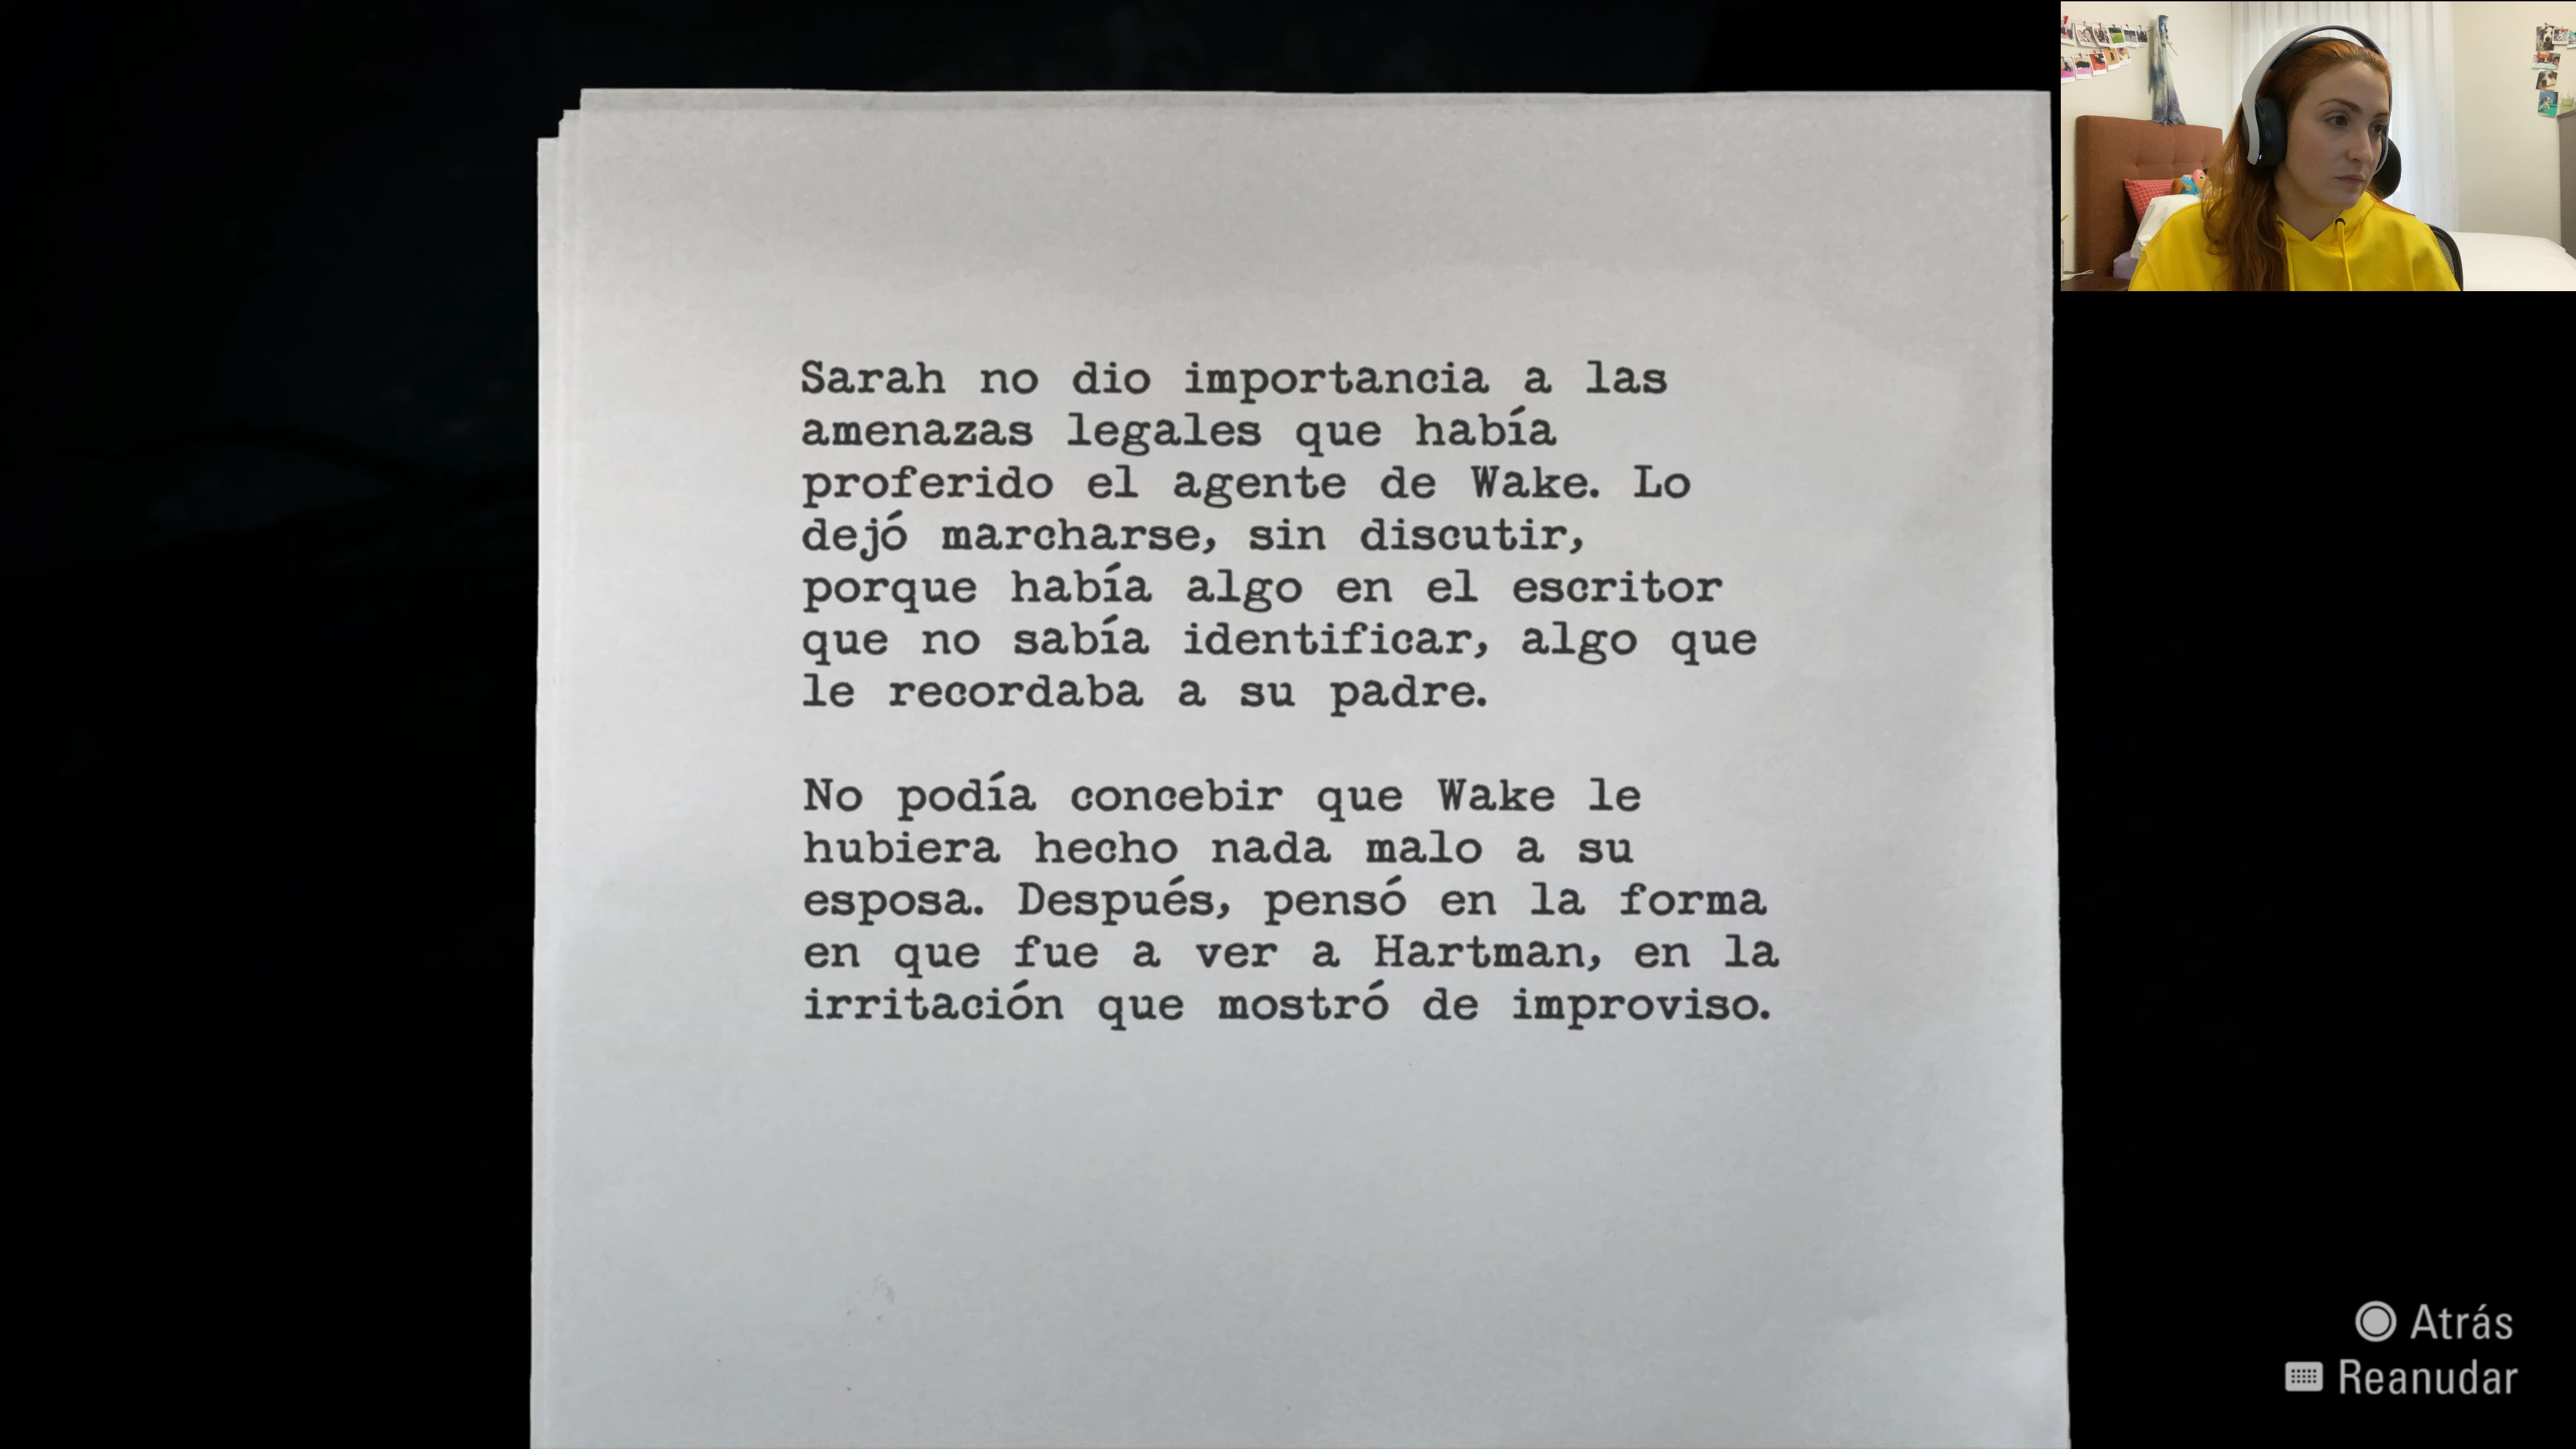 Sarah no dio importancia a las
amenazas legales que había
proferido el agente de Wake. Lo
dejó marcharse, sin discutir,
porque había algo en el escritor
que no sabía identificar, algo que
le recordaba a su padre.
No podía concebir que Wake le
hubiera hecho nada malo a su
esposa. Después, pensó en la forma
en que fue a ver a Hartman, en la
irritación que mostró de improviso.
Atrás
Reanudar